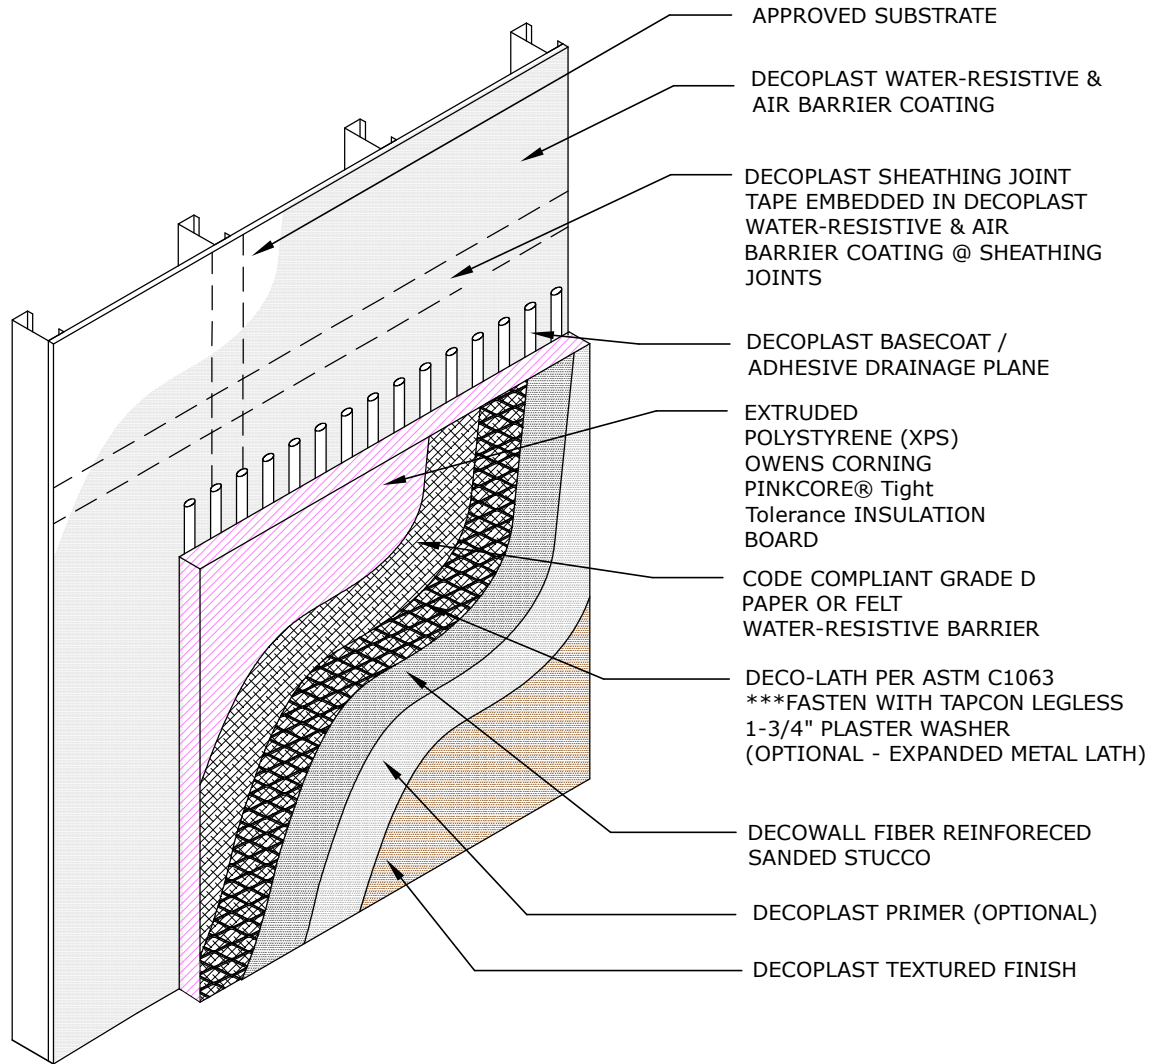 APPROVED SUBSTRATE
DECOPLAST WATER-RESISTIVE &
AIR BARRIER COATING
DECOPLAST SHEATHING JOINT
TAPE EMBEDDED IN DECOPLAST
WATER-RESISTIVE & AIR
BARRIER COATING @ SHEATHING
JOINTS
DECOPLAST BASECOAT /
ADHESIVE DRAINAGE PLANE
EXTRUDED
POLYSTYRENE (XPS)
OWENS CORNING
PINKCORE® Tight
Tolerance INSULATION
BOARD
CODE COMPLIANT GRADE D
PAPER OR FELT
WATER-RESISTIVE BARRIER
DECO-LATH PER ASTM C1063
***FASTEN WITH TAPCON LEGLESS
1-3/4" PLASTER WASHER
(OPTIONAL - EXPANDED METAL LATH)
DECOWALL FIBER REINFORECED
SANDED STUCCO
DECOPLAST PRIMER (OPTIONAL)
DECOPLAST TEXTURED FINISH